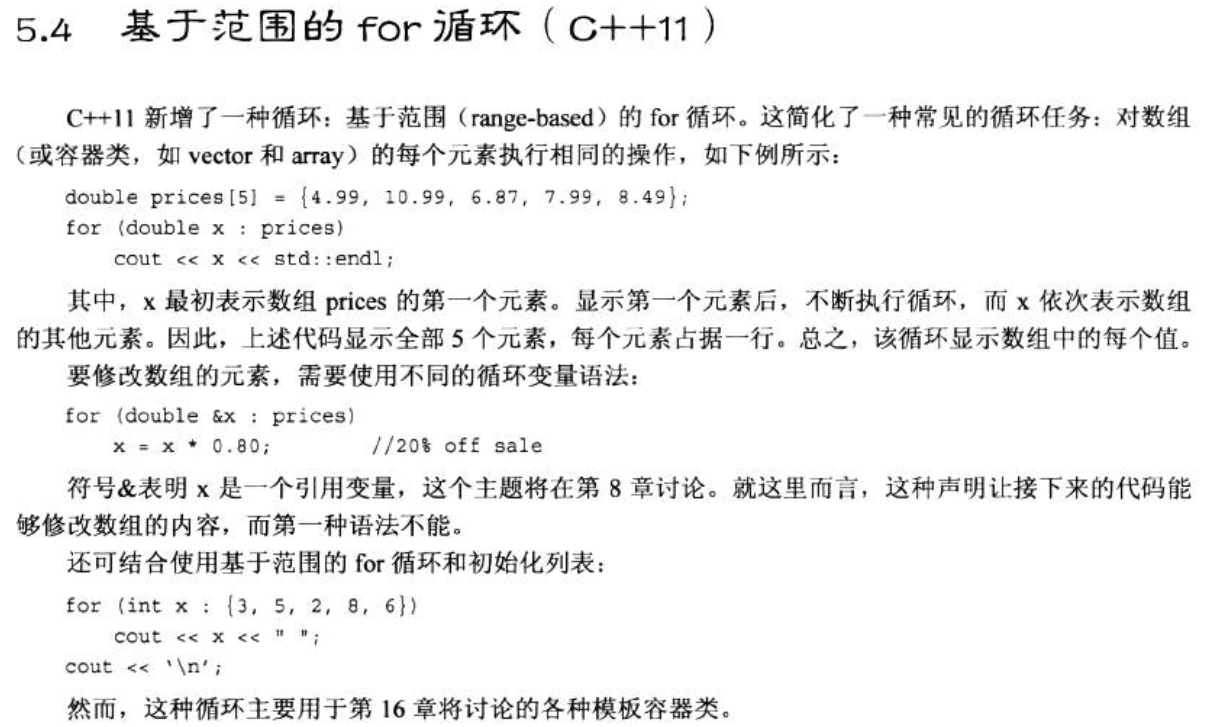 5.4 基于范围的 for 循环（C++11）
C++11 新增了一种循环：基于范围（range-based）的 for 循环。这简化了一种常见的循环任务：对数组
（或容器类，如 vector 和 array）的每个元素执行相同的操作，如下例所示：
double prices[5] = {4.99, 10.99, 6.87, 7.99, 8.49};
for (double x : prices)
    cout << x << std::endl;
其中，x 最初表示数组 prices 的第一个元素。显示第一个元素后，不断执行循环，而 x 依次表示数组
的其他元素。因此，上述代码显示全部 5 个元素，每个元素占据一行。总之，该循环显示数组中的每个值。
要修改数组的元素，需要使用不同的循环变量语法：
for (double &x : prices)
    x = x * 0.80;        //20% off sale
符号&表明 x 是一个引用变量，这个主题将在第 8 章讨论。就这里而言，这种声明让接下来的代码能
够修改数组的内容，而第一种语法不能。
还可结合使用基于范围的 for 循环和初始化列表：
for (int x : {3, 5, 2, 8, 6})
    cout << x << " ";
cout << '\n';
然而，这种循环主要用于第 16 章将讨论的各种模板容器类。